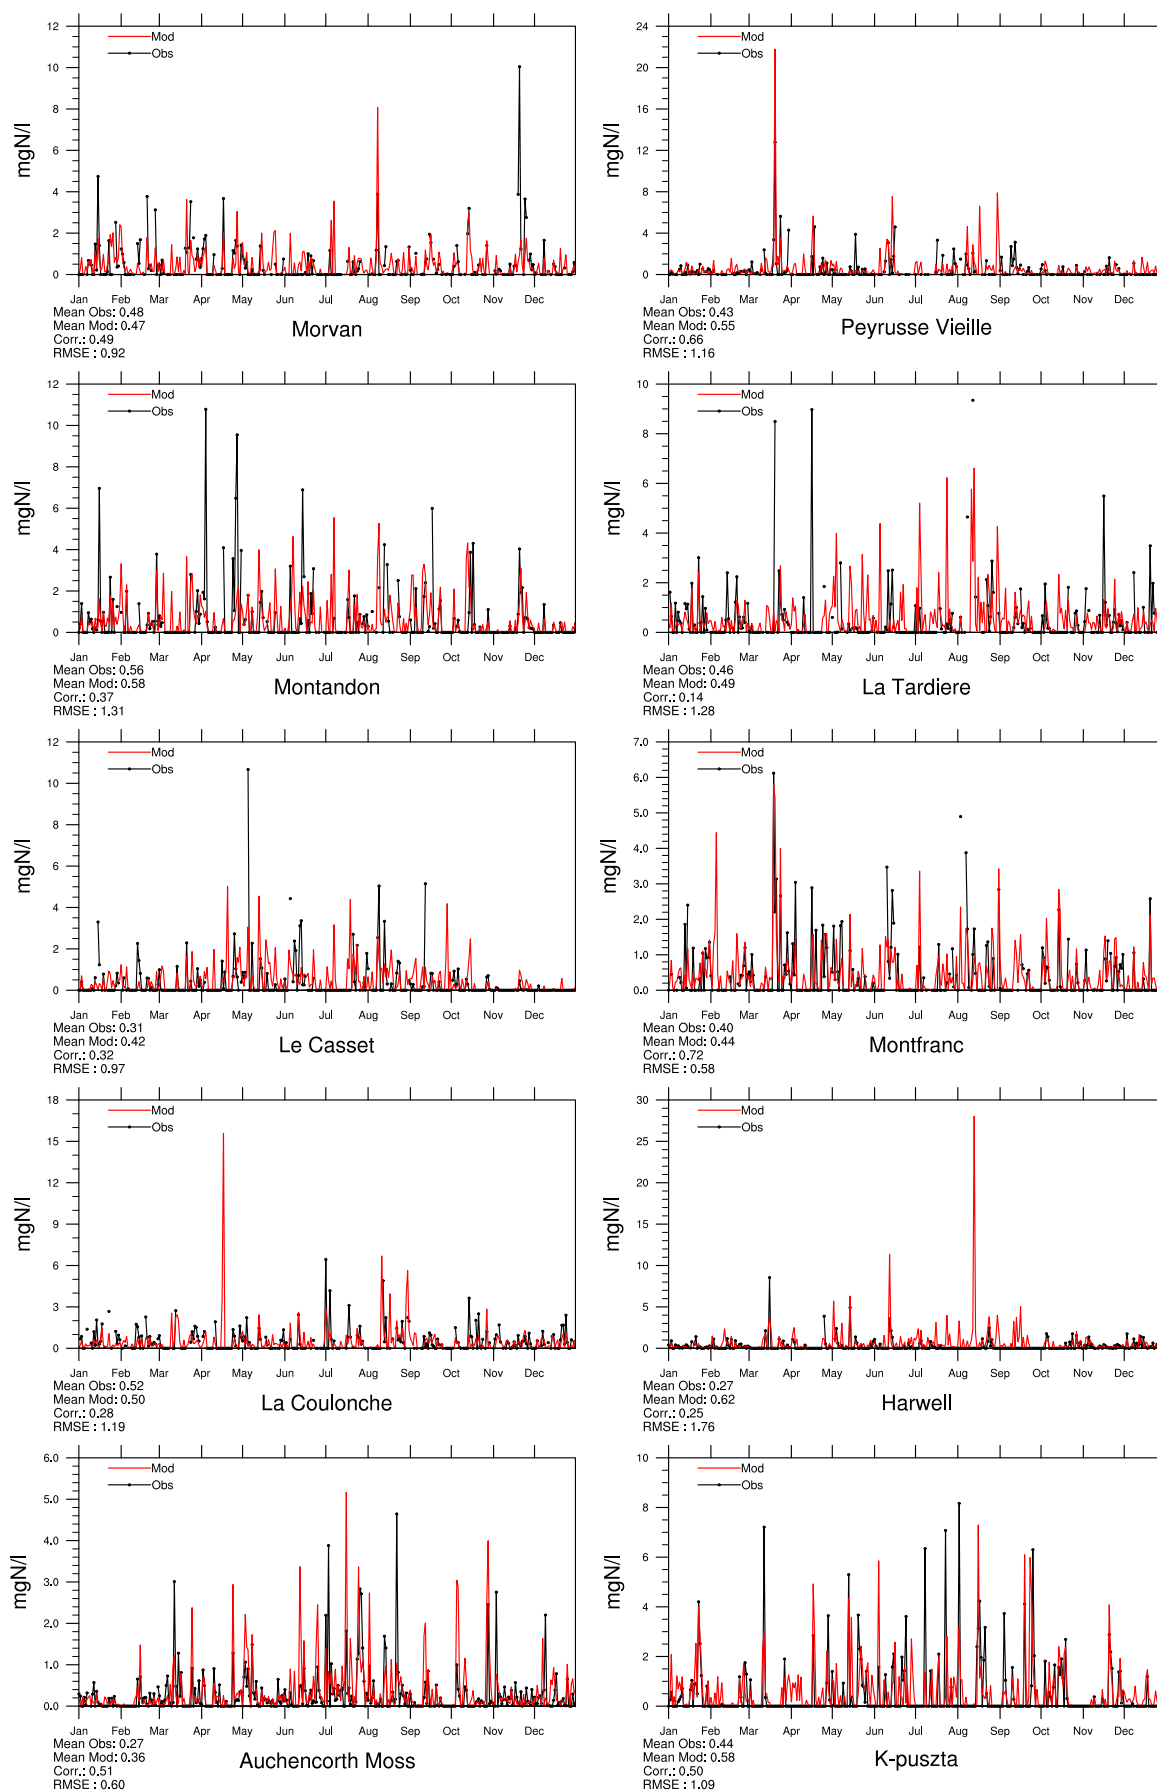 12
10
8
6
4
2
0
mgN/l
Mod
Obs
Jan Feb Mar Apr May Jun Jul Aug Sep Oct Nov Dec
Mean Obs: 0.48
Mean Mod: 0.47
Corr.: 0.49
RMSE : 0.92
Morvan
24
20
16
12
8
4
0
mgN/l
Mod
Obs
Jan Feb Mar Apr May Jun Jul Aug Sep Oct Nov Dec
Mean Obs: 0.43
Mean Mod: 0.55
Corr.: 0.66
RMSE : 1.16
Peyrusse Vieille
12
10
8
6
4
2
0
mgN/l
Mod
Obs
Jan Feb Mar Apr May Jun Jul Aug Sep Oct Nov Dec
Mean Obs: 0.56
Mean Mod: 0.58
Corr.: 0.37
RMSE : 1.31
Montandon
10
8
6
4
2
0
mgN/l
Mod
Obs
Jan Feb Mar Apr May Jun Jul Aug Sep Oct Nov Dec
Mean Obs: 0.46
Mean Mod: 0.49
Corr.: 0.14
RMSE : 1.28
La Tardiere
12
10
8
6
4
2
0
mgN/l
Mod
Obs
Jan Feb Mar Apr May Jun Jul Aug Sep Oct Nov Dec
Mean Obs: 0.31
Mean Mod: 0.42
Corr.: 0.32
RMSE : 0.97
Le Casset
7.0
6.0
5.0
4.0
3.0
2.0
1.0
0.0
mgN/l
Mod
Obs
Jan Feb Mar Apr May Jun Jul Aug Sep Oct Nov Dec
Mean Obs: 0.40
Mean Mod: 0.44
Corr.: 0.72
RMSE : 0.58
Montfranc
18
15
12
9
6
3
0
mgN/l
Mod
Obs
Jan Feb Mar Apr May Jun Jul Aug Sep Oct Nov Dec
Mean Obs: 0.52
Mean Mod: 0.50
Corr.: 0.28
RMSE : 1.19
La Coulonche
30
25
20
15
10
5
0
mgN/l
Mod
Obs
Jan Feb Mar Apr May Jun Jul Aug Sep Oct Nov Dec
Mean Obs: 0.27
Mean Mod: 0.62
Corr.: 0.25
RMSE : 1.76
Harwell
6.0
5.0
4.0
3.0
2.0
1.0
0.0
mgN/l
Mod
Obs
Jan Feb Mar Apr May Jun Jul Aug Sep Oct Nov Dec
Mean Obs: 0.27
Mean Mod: 0.36
Corr.: 0.51
RMSE : 0.60
Auchencorth Moss
10
8
6
4
2
0
mgN/l
Mod
Obs
Jan Feb Mar Apr May Jun Jul Aug Sep Oct Nov Dec
Mean Obs: 0.44
Mean Mod: 0.58
Corr.: 0.50
RMSE : 1.09
K-puszta